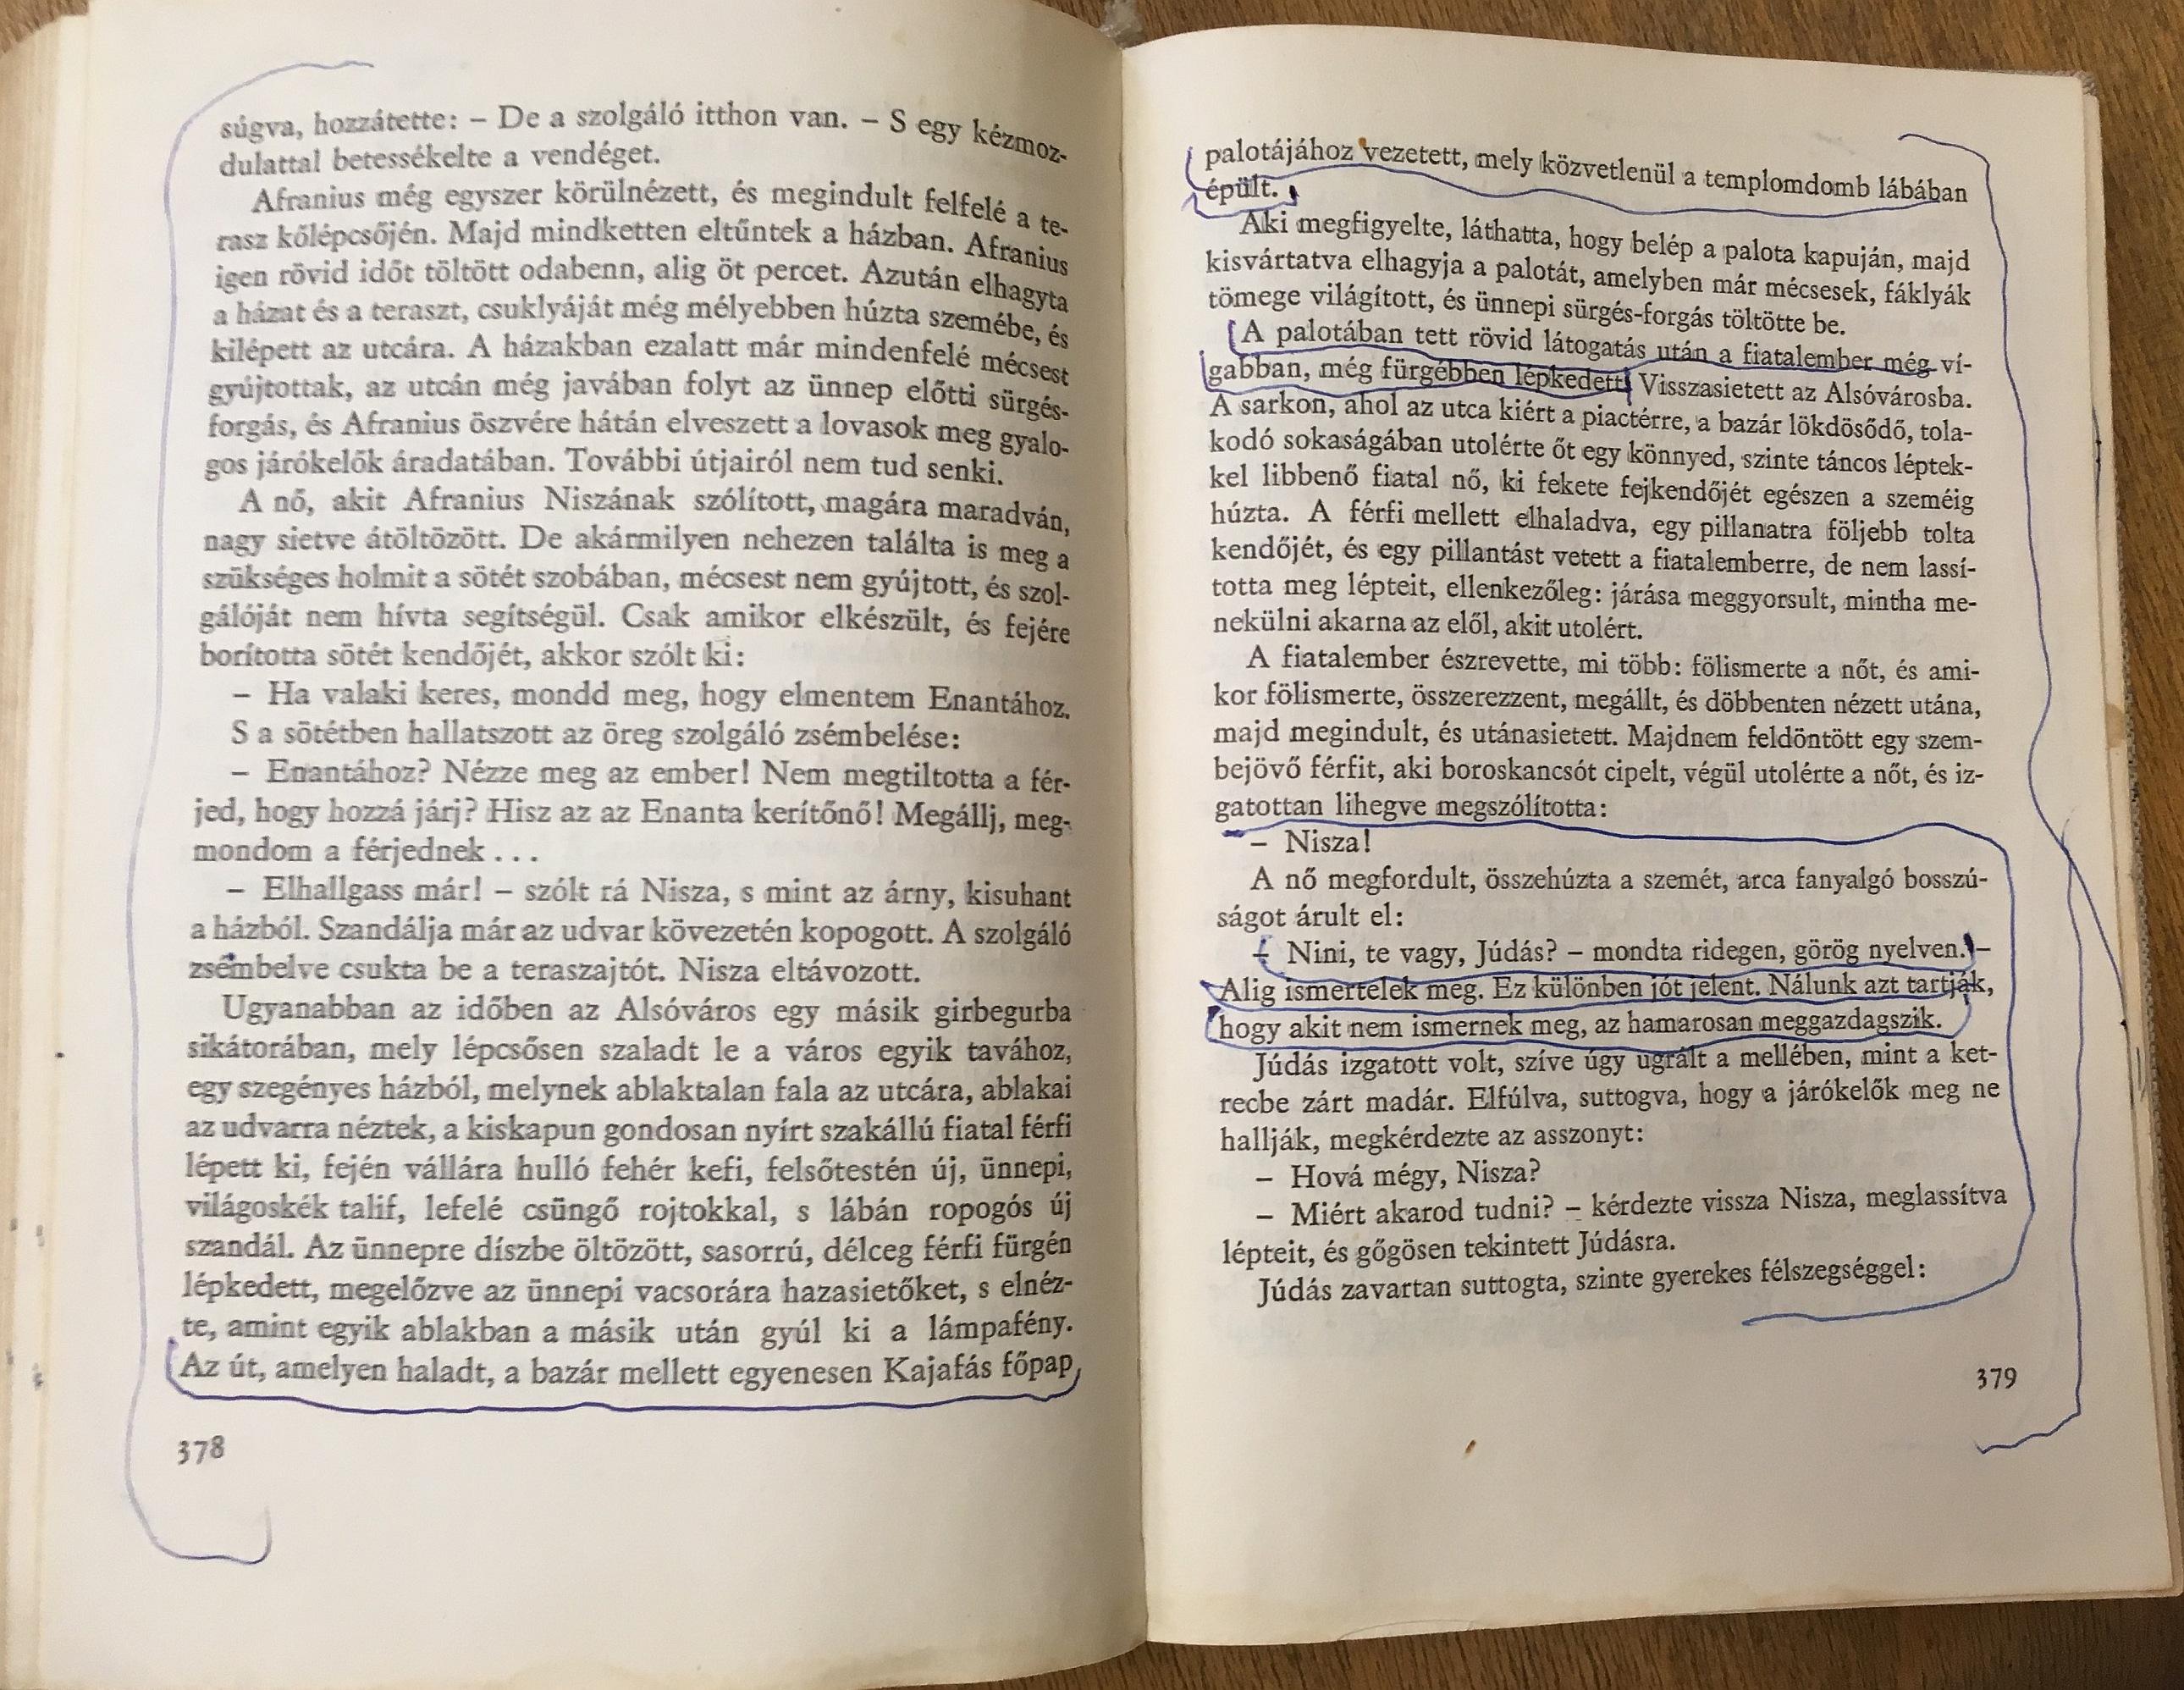 súgva, hozzátette: – De a szolgáló itthon van. – S egy kézmoz-
dulattal betessékelte a vendéget.
Afranius még egyszer körülnézett, és megindult felfelé a te-
rasz kőlépcsőjén. Majd mindketten eltűntek a házban. Afranius
igen rövid időt töltött odabenn, alig öt percet. Azután elhagyta
a házat és a teraszt, csuklyáját még mélyebben húzta szemébe, és
kilépett az utcára. A házakban ezalatt már mindenfelé mécsest
gyújtottak, az utcán még javában folyt az ünnep előtti sürgés-
forgás, és Afranius öszvére hátán elveszett a lovasok meg gyalo-
gos járókelők áradatában. További útjairól nem tud senki.
A nő, akit Afranius Niszának szólított, magára maradván,
nagy sietve átöltözött. De akármilyen nehezen találta is meg a
szükséges holmit a sötét szobában, mécsest nem gyújtott, és szol-
gálóját nem hívta segítségül. Csak amikor elkészült, és fejére
borította sötét kendőjét, akkor szólt ki:
– Ha valaki keres, mondd meg, hogy elmentem Enantához.
S a sötétben hallatszott az öreg szolgáló zsémbelése:
– Enantához? Nézze meg az ember! Nem megtiltotta a fér-
jed, hogy hozzá járj? Hisz az az Enanta kerítőnő! Megállj, meg-
mondom a férjednek . . .
– Elhallgass már! – szólt rá Nisza, s mint az árny, kisuhant
a házból. Szandálja már az udvar kövezetén kopogott. A szolgáló
zsémbelve csukta be a teraszajtót. Nisza eltávozott.
Ugyanabban az időben az Alsóváros egy másik girbegurba
sikátorában, mely lépcsősen szaladt le a város egyik tavához,
egy szegényes házból, melynek ablaktalan fala az utcára, ablakai
az udvarra néztek, a kiskapun gondosan nyírt szakállú fiatal férfi
lépett ki, fején vállára hulló fehér kefi, felsőtestén új, ünnepi,
világoskék talif, lefelé csüngő rojtokkal, s lábán ropogós új
szandál. Az ünnepre díszbe öltözött, sasorrú, délceg férfi fürgén
lépkedett, megelőzve az ünnepi vacsorára hazasietőket, s elnéz-
te, amint egyik ablakban a másik után gyúl ki a lámpafény.
Az út, amelyen haladt, a bazár mellett egyenesen Kajafás főpap
378
palotájához vezetett, mely közvetlenül a templomdomb lábában
épült.
Aki megfigyelte, láthatta, hogy belép a palota kapuján, majd
kisvártatva elhagyja a palotát, amelyben már mécsesek, fáklyák
tömege világított, és ünnepi sürgés-forgás töltötte be.
A palotában tett rövid látogatás után a fiatalember még ví-
gabban, még fürgébben lépkedett. Visszasietett az Alsóvárosba.
A sarkon, ahol az utca kiért a piactérre, a bazár lökdösődő, tola-
kodó sokaságában utolérte őt egy könnyed, szinte táncos léptek-
kel libbenő fiatal nő, ki fekete fejkendőjét egészen a szeméig
húzta. A férfi mellett elhaladva, egy pillanatra följebb tolta
kendőjét, és egy pillantást vetett a fiatalemberre, de nem lassí-
totta meg lépteit, ellenkezőleg: járása meggyorsult, mintha me-
nekülni akarna az elől, akit utolért.
A fiatalember észrevette, mi több: fölismerte a nőt, és ami-
kor fölismerte, összerezzent, megállt, és döbbenten nézett utána,
majd megindult, és utánasietett. Majdnem feldöntött egy szem-
bejövő férfit, aki boroskancsót cipelt, végül utolérte a nőt, és iz-
gatottan lihegve megszólította:
– Nisza!
A nő megfordult, összehúzta a szemét, arca fanyalgó bosszú-
ságot árult el:
– Nini, te vagy, Júdás? – mondta ridegen, görög nyelven. –
Alig ismertelek meg. Ez különben jót jelent. Nálunk azt tartják,
hogy akit nem ismernek meg, az hamarosan meggazdagszik.
Júdás izgatott volt, szíve úgy ugrált a mellében, mint a ket-
recbe zárt madár. Elfúlva, suttogva, hogy a járókelők meg ne
hallják, megkérdezte az asszonyt:
– Hová mégy, Nisza?
– Miért akarod tudni? – kérdezte vissza Nisza, meglassítva
lépteit, és gőgösen tekintett Júdásra.
Júdás zavartan suttogta, szinte gyerekes félszegséggel:
379